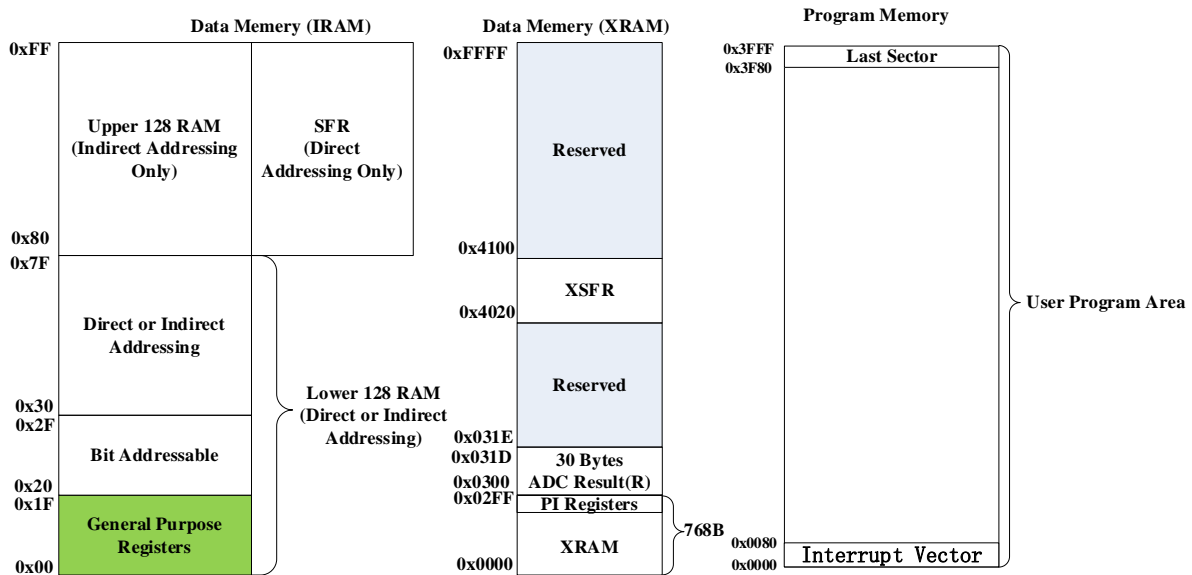 Data Memery (IRAM)
0xFF
Upper 128 RAM
(Indirect Addressing
Only)
SFR
(Direct
Addressing Only)
0x80
0x7F
Direct or Indirect
Addressing
0x30
0x2F
Bit Addressable
0x20
0x1F
General Purpose
Registers
0x00
Lower 128 RAM
(Direct or Indirect
Addressing)
Data Memery (XRAM)
0xFFFF
Reserved
0x4100
XSFR
0x4020
Reserved
0x031E
0x031D
30 Bytes
ADC Result(R)
0x0300
0x02FF
PI Registers
XRAM
768B
0x0000
Program Memory
0x3FFF
Last Sector
0x3F80
User Program Area
0x0080
Interrupt Vector
0x0000